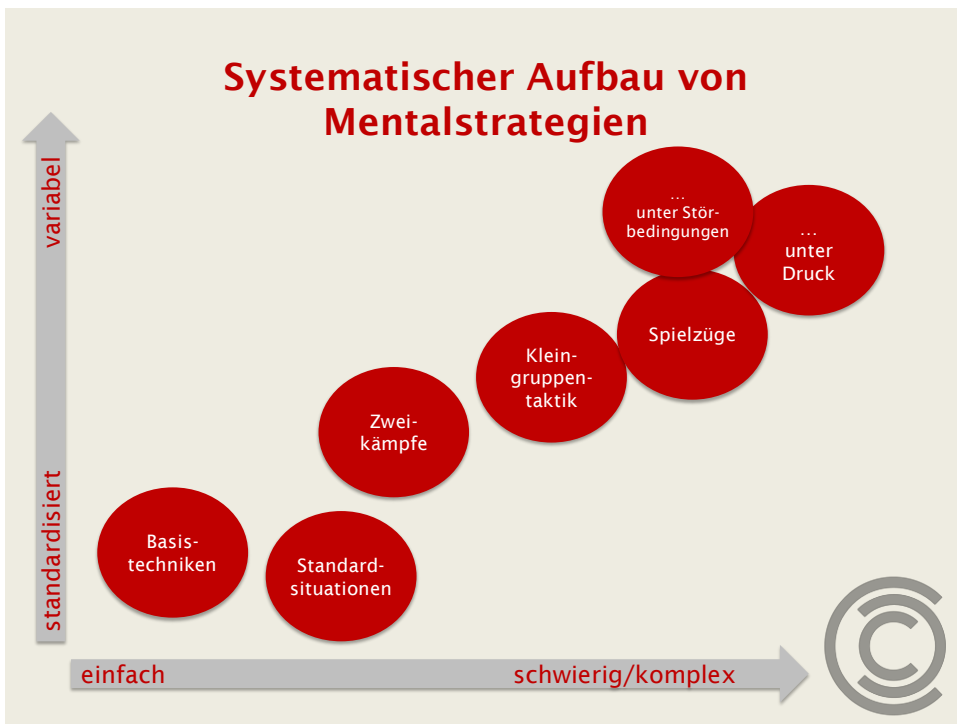 Systematischer Aufbau von
Mentalstrategien
variabel
standardisiert
…
unter Stör-
bedingungen
…
unter
Druck
Spielzüge
Klein-
gruppen-
taktik
Zwei-
kämpfe
Basis-
techniken
Standard-
situationen
einfach
schwierig/komplex